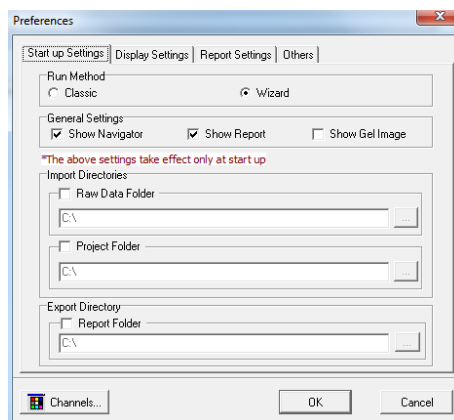 Preferences
Start up Settings Display Settings Report Settings Others
Run Method
Classic Wizard
General Settings
Show Navigator Show Report Show Gel Image
*The above settings take effect only at start up
Import Directories
Raw Data Folder
C:\ ...
Project Folder
C:\ ...
Export Directory
Report Folder
C:\ ...
Channels... OK Cancel